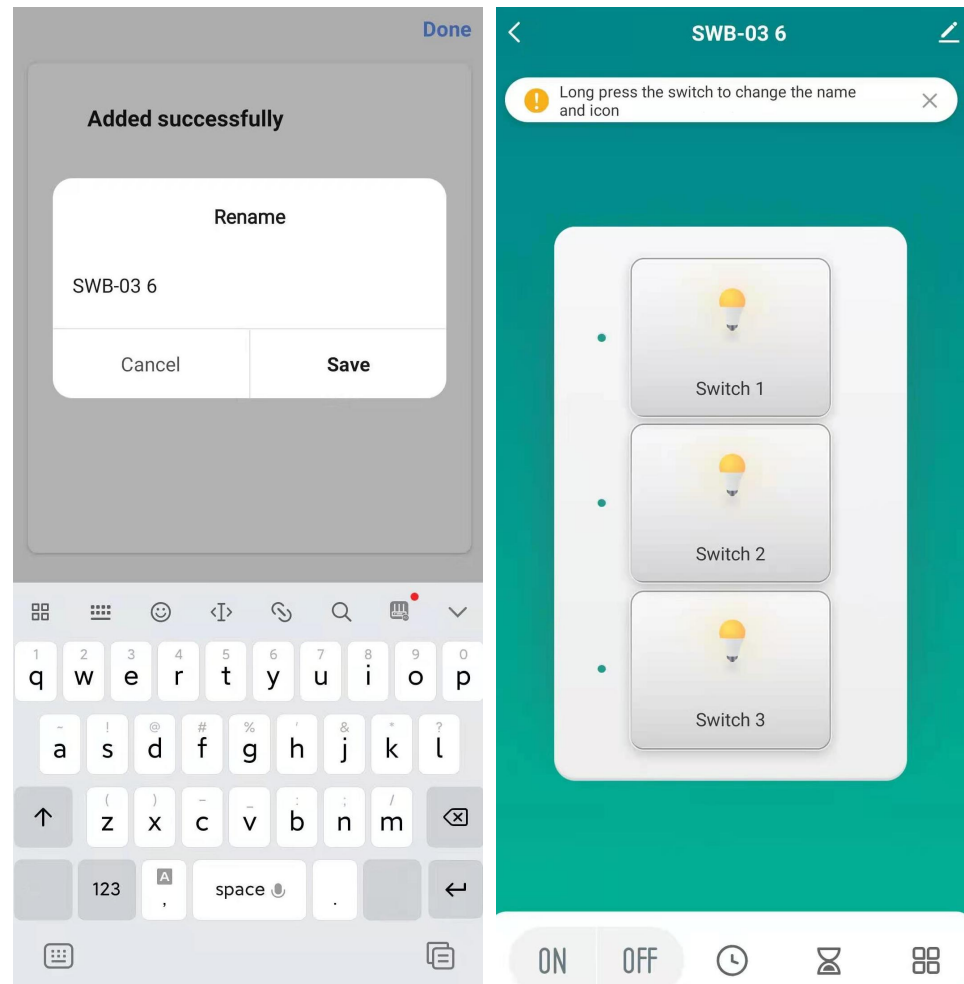 Done
Added successfully
Rename
SWB-03 6
Cancel
Save
1 2 3 4 5 6 7 8 9 0
q w e r t y u i o p
- ! @ # % ' & * ?
a s d f g h j k l
( ) - _ : ; /
z x c v b n m
123
A
,
space
.
SWB-03 6
Long press the switch to change the name
and icon
Switch 1
Switch 2
Switch 3
ON
OFF